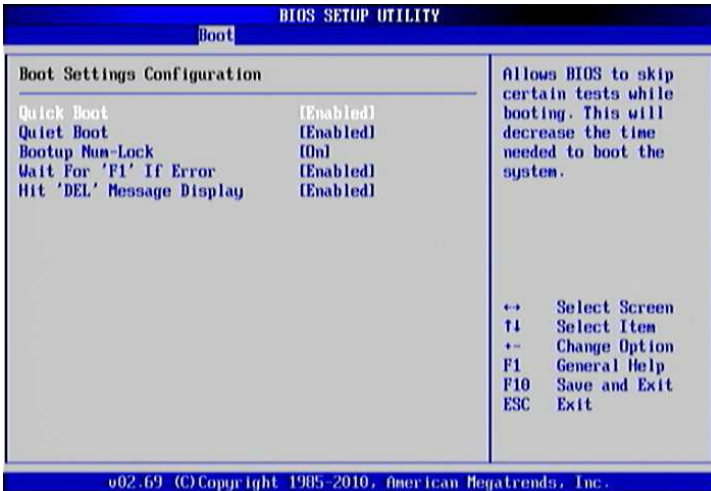 BIOS SETUP UTILITY
Boot
Boot Settings Configuration
Quick Boot [Enabled]
Quiet Boot [Enabled]
Bootup Num-Lock [On]
Wait For 'F1' If Error [Enabled]
Hit 'DEL' Message Display [Enabled]
Allows BIOS to skip
certain tests while
booting. This will
decrease the time
needed to boot the
system.
↔ Select Screen
↑↓ Select Item
+- Change Option
F1 General Help
F10 Save and Exit
ESC Exit
v02.69 (C)Copyright 1985-2010, American Megatrends, Inc.